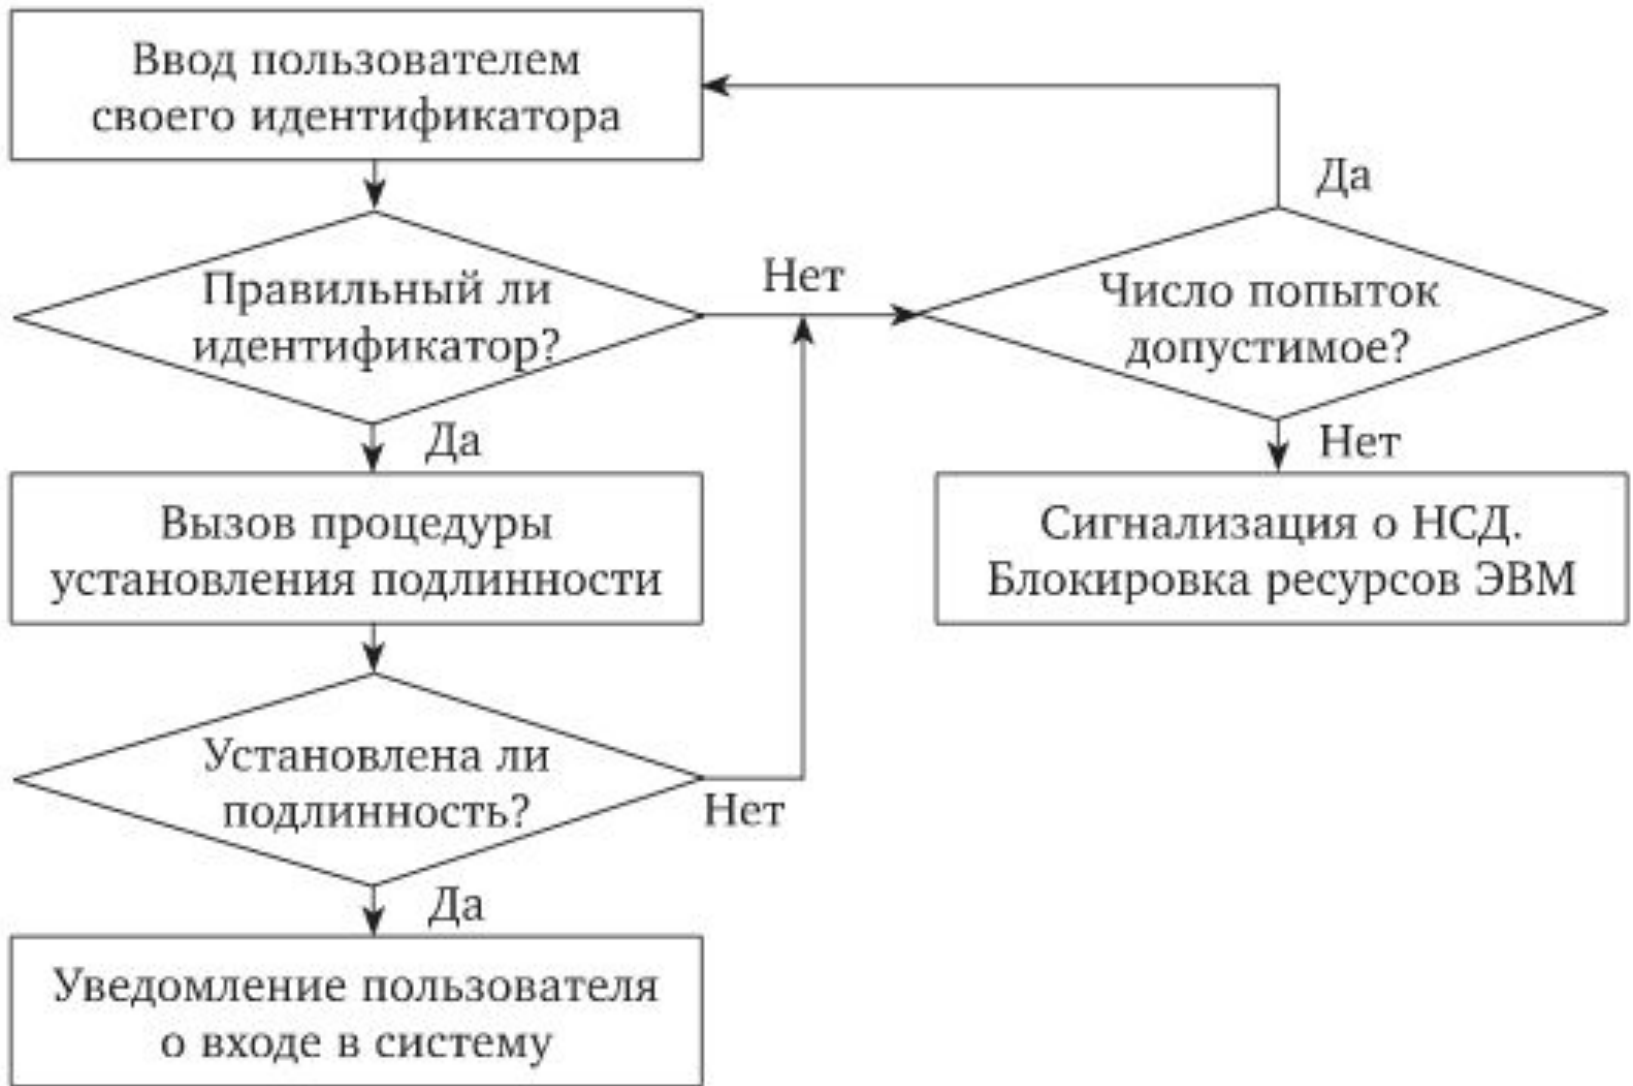 Ввод пользователем
своего идентификатора
Да
Правильный ли
идентификатор?
Нет
Число попыток
допустимое?
Да
Нет
Вызов процедуры
установления подлинности
Сигнализация о НСД.
Блокировка ресурсов ЭВМ
Установлена ли
подлинность?
Нет
Да
Уведомление пользователя
о входе в систему